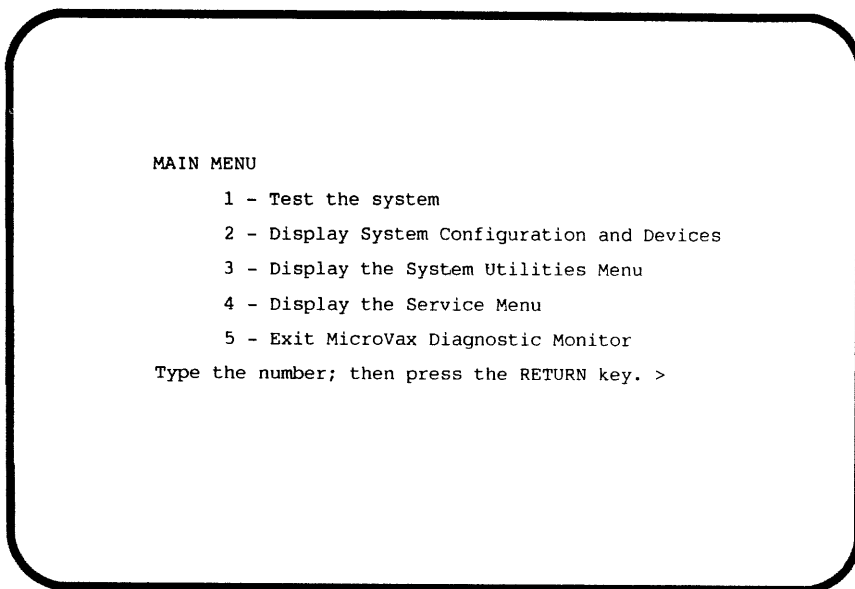 MAIN MENU
1 - Test the system
2 - Display System Configuration and Devices
3 - Display the System Utilities Menu
4 - Display the Service Menu
5 - Exit MicroVax Diagnostic Monitor
Type the number; then press the RETURN key. >